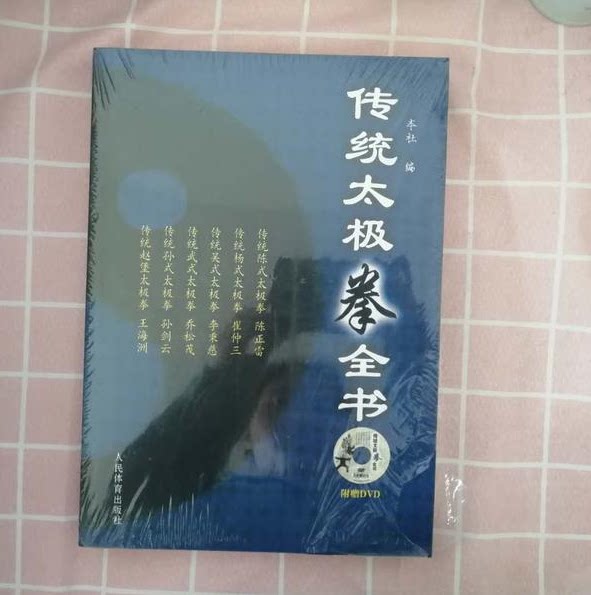 传统太极拳全书
本社 编
传统陈式太极拳 陈正雷
传统杨式太极拳 崔仲三
传统吴式太极拳 李秉慈
传统武式太极拳 乔松茂
传统孙式太极拳 孙剑云
传统赵堡太极拳 王海洲
附赠DVD
人民体育出版社